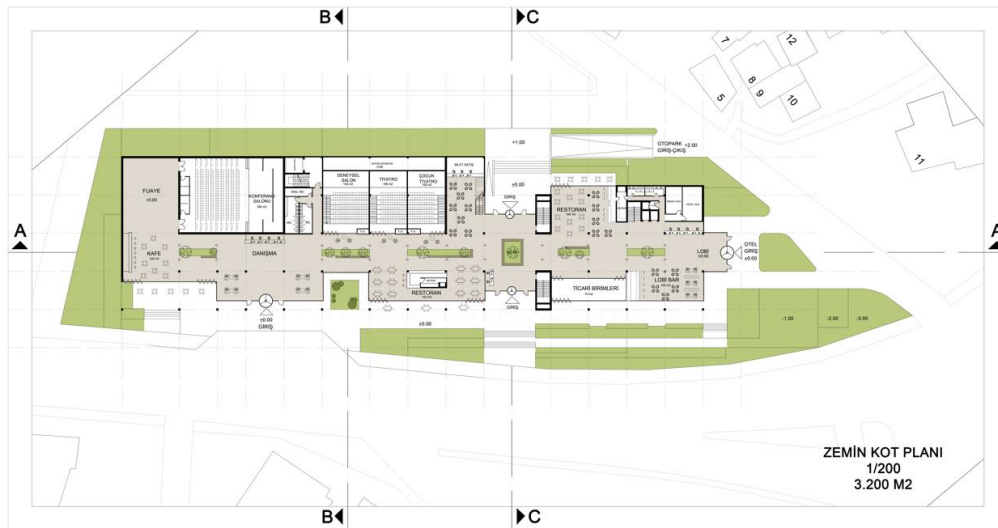 B C
7
12
8
5
9
10
11
+1.00
OTOPARK +2.00
GİRİŞ-ÇIKIŞ
BİLET SATIŞ
DENEYSEL
SALON
TİYATRO
ÇOCUK
TİYATRO
FUAYE
±0.00
KONFERANS
SALONU
±0.00
GİRİŞ
RESTORAN
A A
KAFE
DANIŞMA
LOBİ
±0.00
OTEL
GİRİŞ
±0.00
RESTORAN
TİCARİ BİRİMLERİ
LOBİ BAR
GİRİŞ
±0.00
GİRİŞ
±0.00
±0.00
-1.00
-2.00
-3.00
ZEMİN KOT PLANI
1/200
3.200 M2
B C